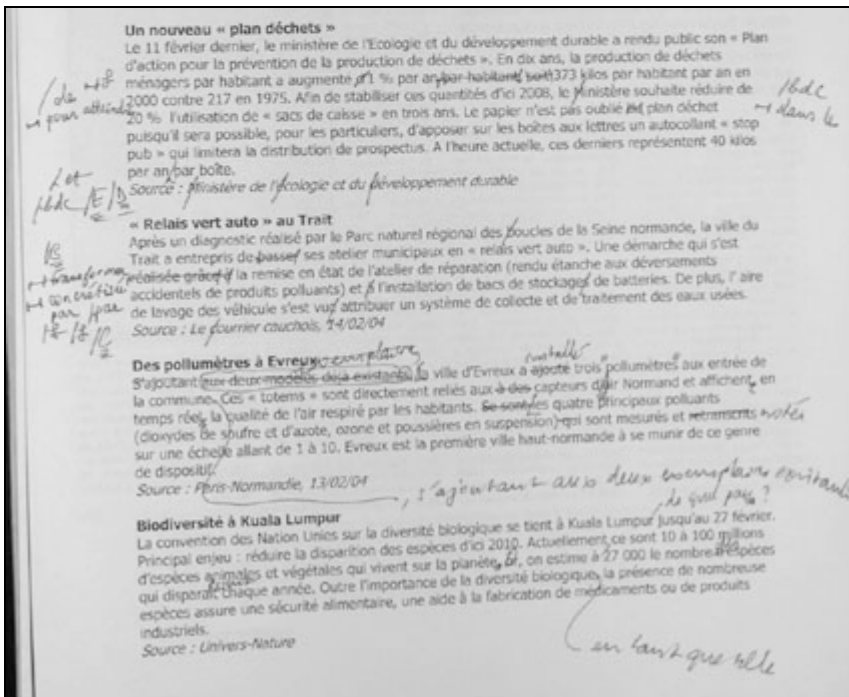 Un nouveau « plan déchets »
Le 11 février dernier, le ministère de l'Ecologie et du développement durable a rendu public son « Plan
d'action pour la prévention de la production de déchets ». En dix ans, la production de déchets
/de ménagers par habitant a augmenté 1 % par an par habitant soit 373 kilos par habitant par an en
pour atteindre 2000 contre 217 en 1975. Afin de stabiliser ces quantités d'ici 2008, le Ministère souhaite réduire de /bdc
20 % l'utilisation de « sacs de caisse » en trois ans. Le papier n'est pas oublié plan déchet dans le
puisqu'il sera possible, pour les particuliers, d'apposer sur les boîtes aux lettres un autocollant « stop
pub » qui limitera la distribution de prospectus. A l'heure actuelle, ces derniers représentent 40 kilos
et par an par boîte.
/bdc /E /D Source : Ministère de l'écologie et du développement durable
« Relais vert auto » au Trait
Après un diagnostic réalisé par le Parc naturel régional des boucles de la Seine normande, la ville du
Trait a entrepris de passer ses atelier municipaux en « relais vert auto ». Une démarche qui s'est
transformer réalisée grâce à la remise en état de l'atelier de réparation (rendu étanche aux déversements
concrétisée par /par accidentels de produits polluants) et à l'installation de bacs de stockage de batteries. De plus, l' aire
de lavage des véhicule s'est vu attribuer un système de collecte et de traitement des eaux usées.
/C Source : Le courrier cauchois, 14/02/04
Des pollumètres à Evreux exemplaires
installé
S'ajoutant aux deux modèles déjà existants, la ville d'Evreux a ajouté trois "pollumètres" aux entrée de
la commune. Ces « totems » sont directement reliés aux à des capteurs d'air Normand et affichent, en
temps réel, la qualité de l'air respiré par les habitants. Se sont les quatre principaux polluants
(dioxydes de soufre et d'azote, ozone et poussières en suspension) qui sont mesurés et retranscrits notés
sur une échelle allant de 1 à 10. Evreux est la première ville haut-normande à se munir de ce genre
de dispositif.
Source : Paris-Normandie, 13/02/04
, s'ajoutant aux deux exemplaires existants
de quel pays ?
Biodiversité à Kuala Lumpur
La convention des Nation Unies sur la diversité biologique se tient à Kuala Lumpur jusqu'au 27 février.
Principal enjeu : réduire la disparition des espèces d'ici 2010. Actuellement, ce sont 10 à 100 millions
d'espèces animales et végétales qui vivent sur la planète, on estime à 27 000 le nombre espèces
qui disparaît chaque année. Outre l'importance de la diversité biologique, la présence de nombreuse
espèces assure une sécurité alimentaire, une aide à la fabrication de médicaments ou de produits
industriels.
Source : Univers-Nature
en tant que telle